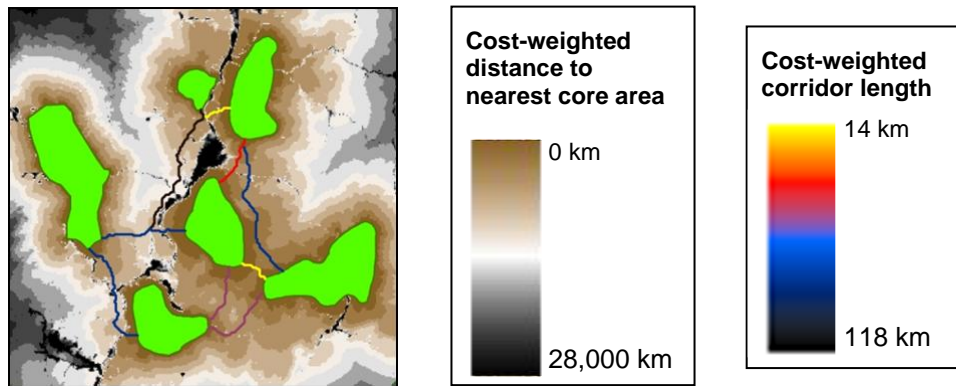 Cost-weighted
distance to
nearest core area
0 km
28,000 km
Cost-weighted
corridor length
14 km
118 km